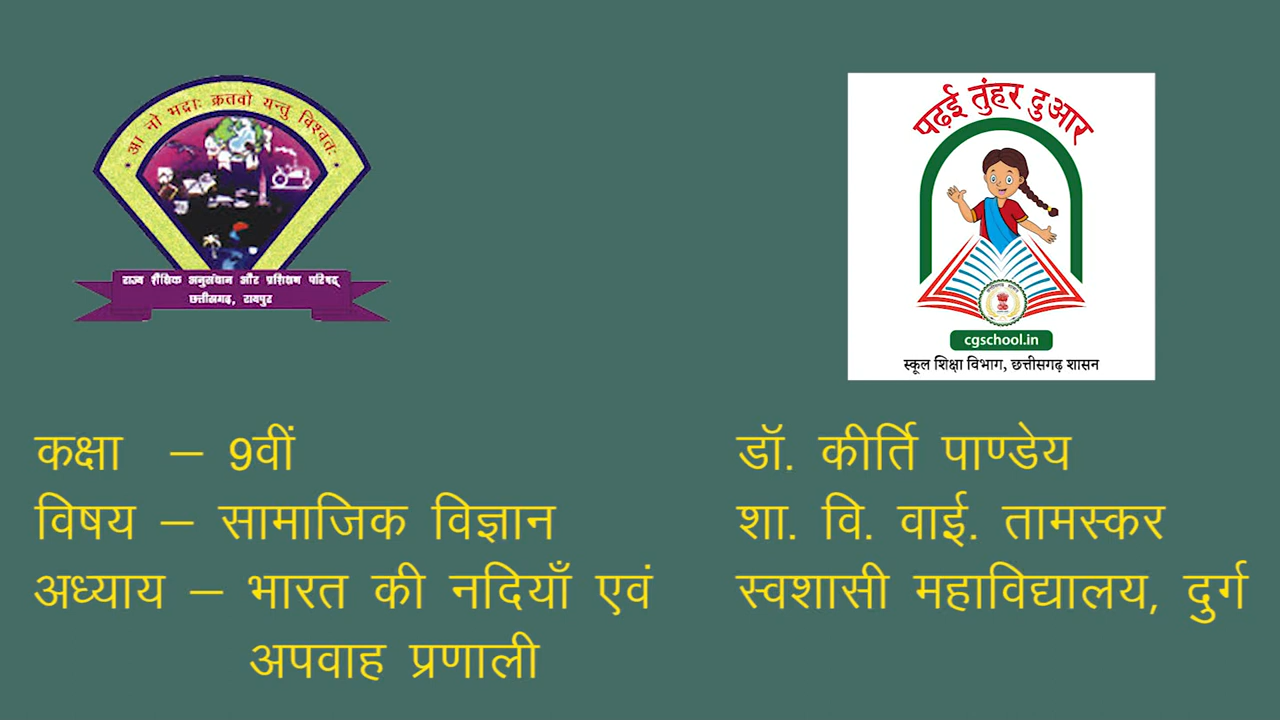 आ नो भद्राः क्रतवो यन्तु विश्वतः
राज्य शैक्षिक अनुसंधान और प्रशिक्षण परिषद्
छत्तीसगढ़, रायपुर
पढ़ई तुंहर दुआर
cgschool.in
स्कूल शिक्षा विभाग, छत्तीसगढ़ शासन
कक्षा – 9वीं
विषय – सामाजिक विज्ञान
अध्याय – भारत की नदियाँ एवं
अपवाह प्रणाली
डॉ. कीर्ति पाण्डेय
शा. वि. वाई. तामस्कर
स्वशासी महाविद्यालय, दुर्ग